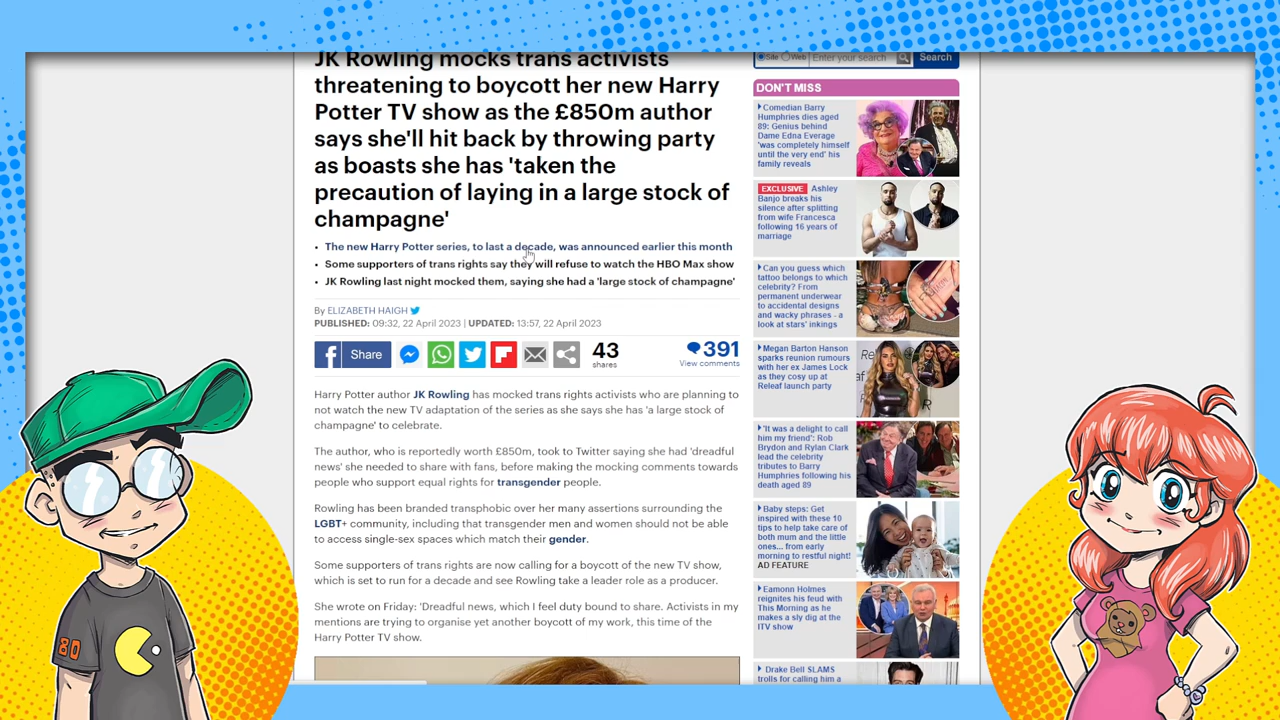 JK Rowling mocks trans activists
threatening to boycott her new Harry
Potter TV show as the £850m author
says she'll hit back by throwing party
as boasts she has 'taken the
precaution of laying in a large stock of
champagne'
• The new Harry Potter series, to last a decade, was announced earlier this month
• Some supporters of trans rights say they will refuse to watch the HBO Max show
• JK Rowling last night mocked them, saying she had a 'large stock of champagne'
By ELIZABETH HAIGH
PUBLISHED: 09:32, 22 April 2023 | UPDATED: 13:57, 22 April 2023
f Share
43
shares
391
View comments
Harry Potter author JK Rowling has mocked trans rights activists who are planning to
not watch the new TV adaptation of the series as she says she has 'a large stock of
champagne' to celebrate.
The author, who is reportedly worth £850m, took to Twitter saying she had 'dreadful
news' she needed to share with fans, before making the mocking comments towards
people who support equal rights for transgender people.
Rowling has been branded transphobic over her many assertions surrounding the
LGBT+ community, including that transgender men and women should not be able
to access single-sex spaces which match their gender.
Some supporters of trans rights are now calling for a boycott of the new TV show,
which is set to run for a decade and see Rowling take a leader role as a producer.
She wrote on Friday: 'Dreadful news, which I feel duty bound to share. Activists in my
mentions are trying to organise yet another boycott of my work, this time of the
Harry Potter TV show.
Site Web Enter your search Search
DON'T MISS
Comedian Barry
Humphries dies aged
89: Genius behind
Dame Edna Everage
'was completely himself
until the very end' his
family reveals
EXCLUSIVE Ashley
Banjo breaks his
silence after splitting
from wife Francesca
following 16 years of
marriage
Can you guess which
tattoo belongs to which
celebrity? From
permanent underwear
to accidental designs
and wacky phrases - a
look at stars' inkings
Megan Barton Hanson
sparks reunion rumours
with her ex James Lock
as they cosy up at
Releaf launch party
'It was a delight to call
him my friend': Rob
Brydon and Rylan Clark
lead the celebrity
tributes to Barry
Humphries following his
death aged 89
Baby steps: Get
inspired with these 10
tips to help take care of
both mum and the little
ones... from early
morning to restful night!
AD FEATURE
Eamonn Holmes
reignites his feud with
This Morning as he
makes a sly dig at the
ITV show
Drake Bell SLAMS
trolls for calling him a
80